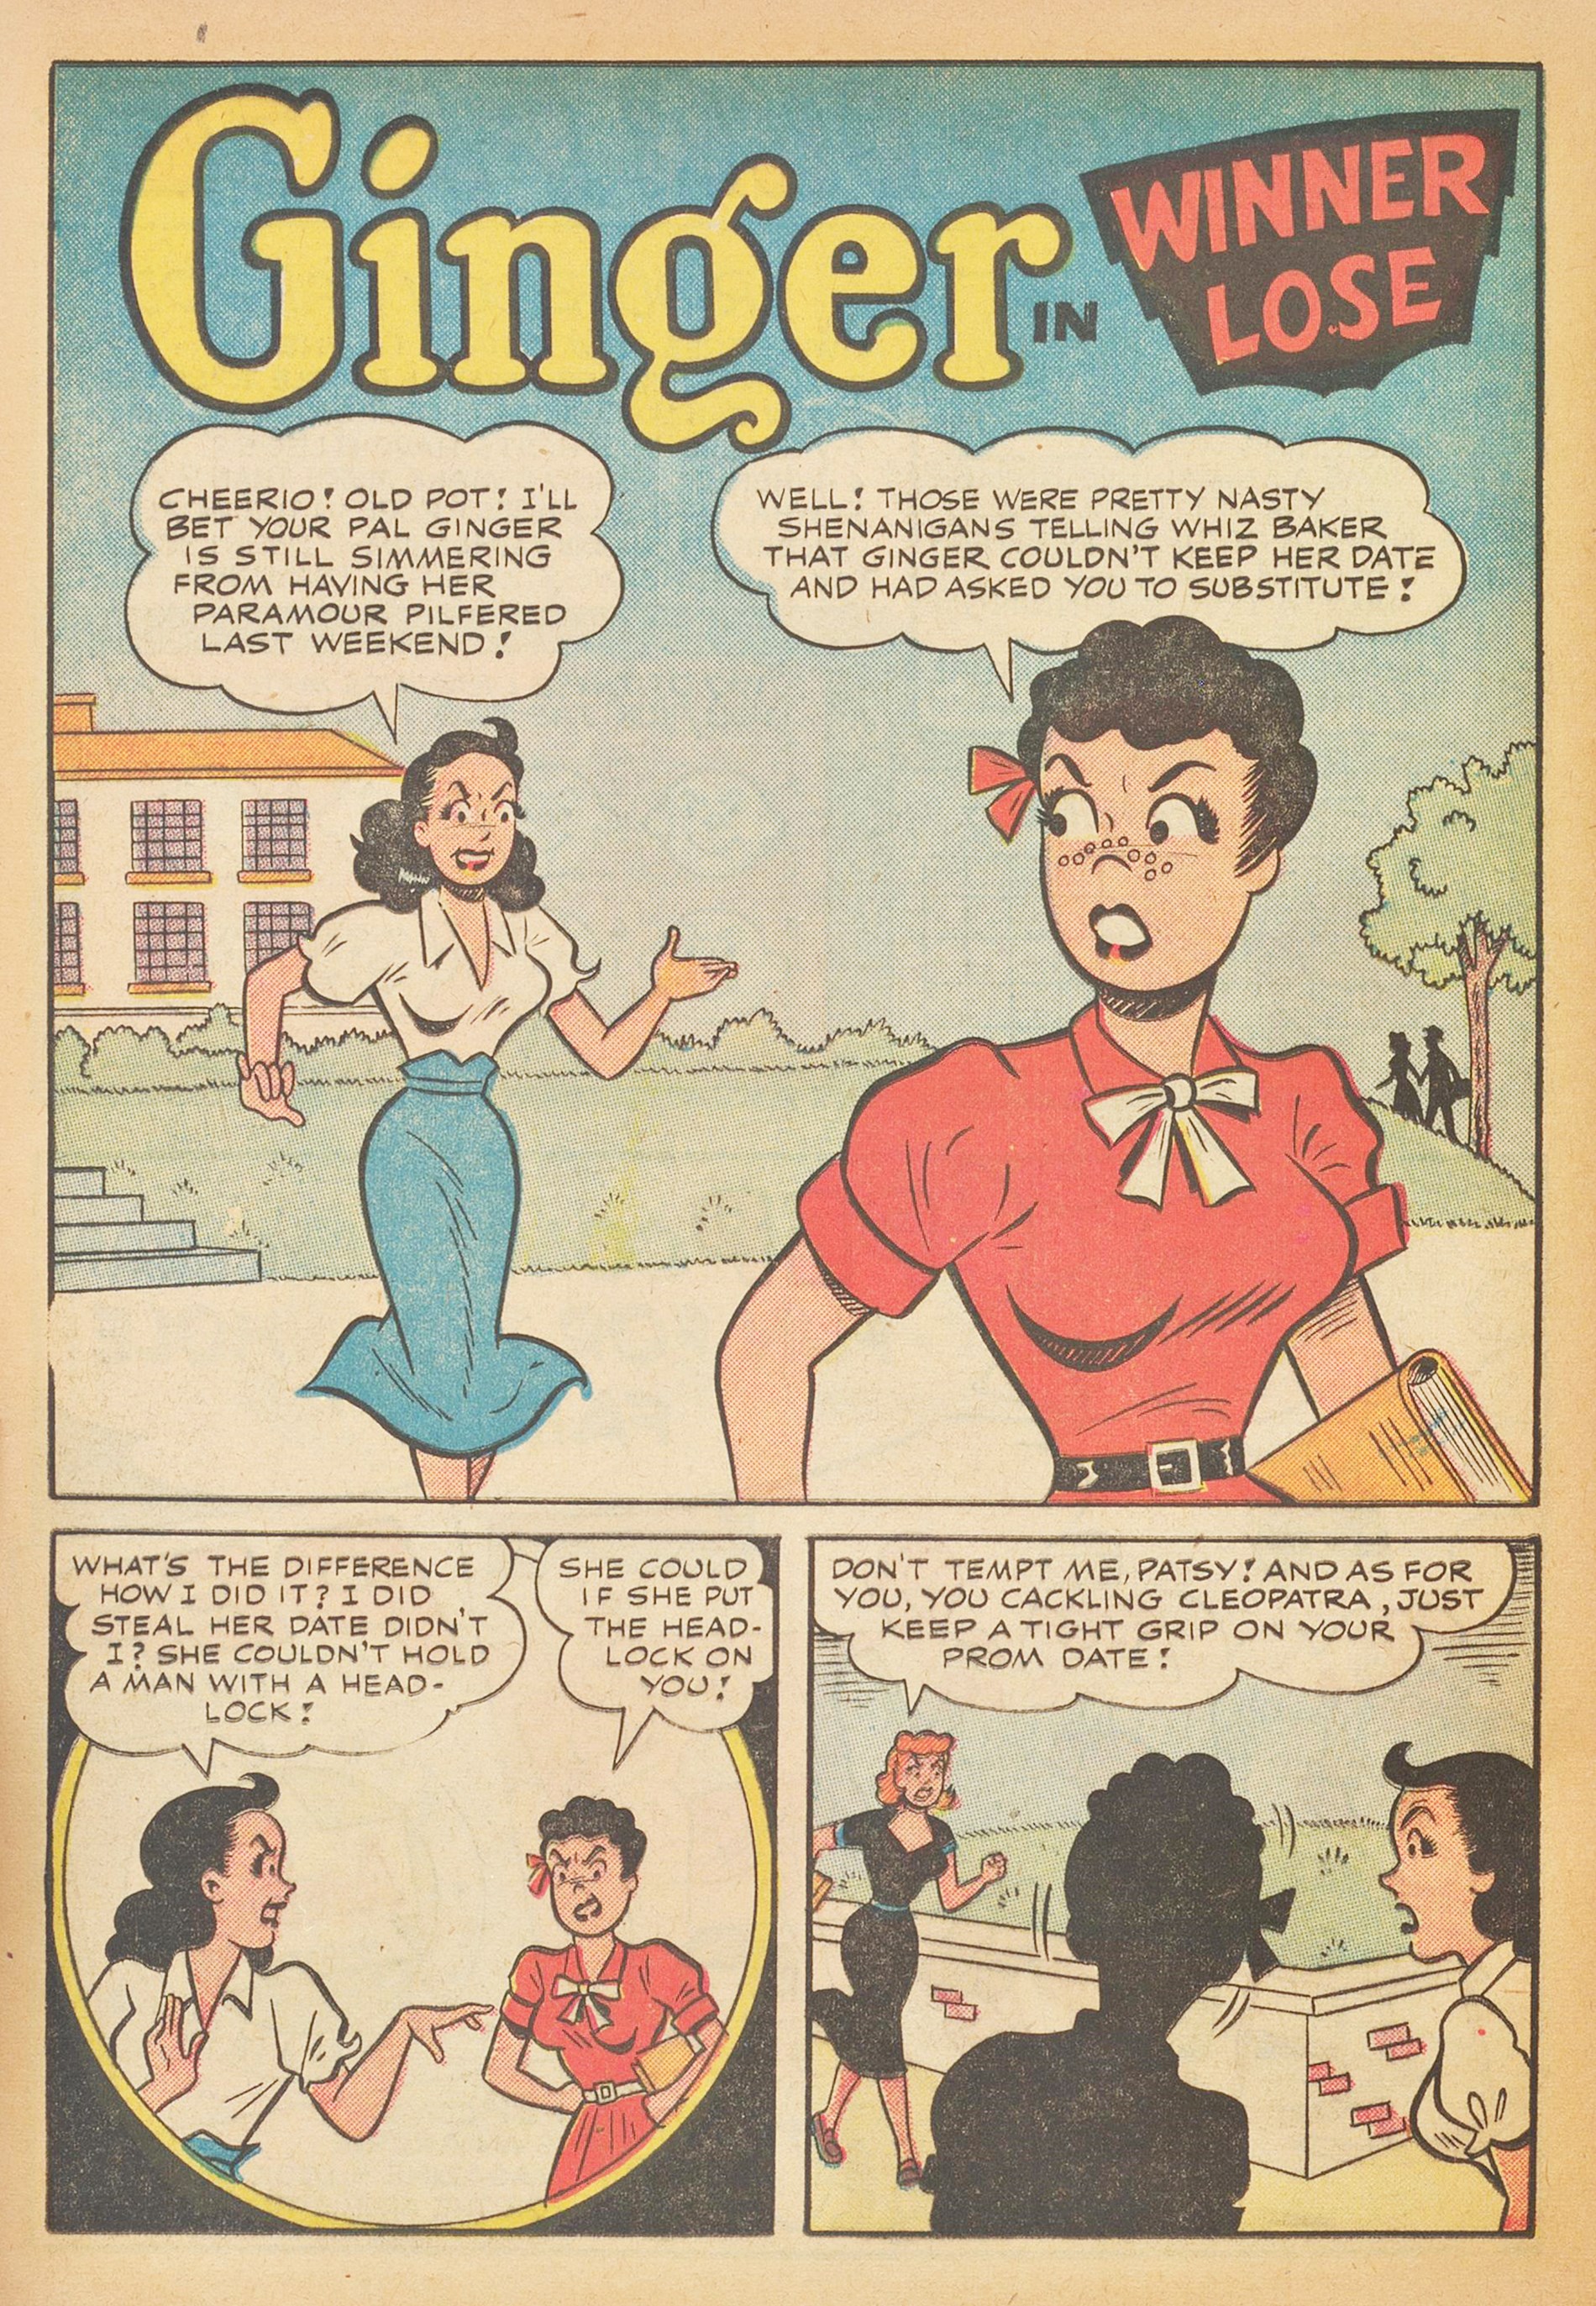 Ginger
IN
WINNER
LOSE
CHEERIO! OLD POT! I'LL
BET YOUR PAL GINGER
IS STILL SIMMERING
FROM HAVING HER
PARAMOUR PILFERED
LAST WEEKEND!
WELL! THOSE WERE PRETTY NASTY
SHENANIGANS TELLING WHIZ BAKER
THAT GINGER COULDN'T KEEP HER DATE
AND HAD ASKED YOU TO SUBSTITUTE!
WHAT'S THE DIFFERENCE
HOW I DID IT? I DID
STEAL HER DATE DIDN'T
I? SHE COULDN'T HOLD
A MAN WITH A HEAD-
LOCK!
SHE COULD
IF SHE PUT
THE HEAD-
LOCK ON
YOU!
DON'T TEMPT ME, PATSY! AND AS FOR
YOU, YOU CACKLING CLEOPATRA, JUST
KEEP A TIGHT GRIP ON YOUR
PROM DATE!